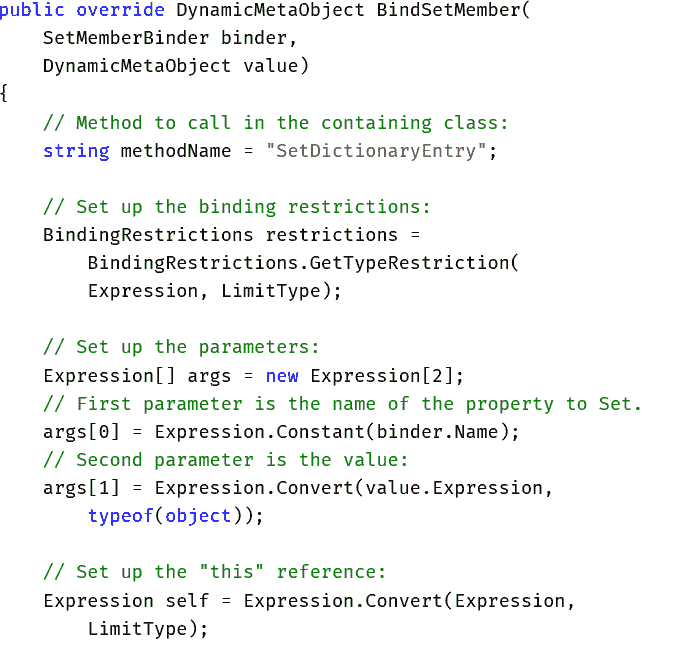 public override DynamicMetaObject BindSetMember(
    SetMemberBinder binder,
    DynamicMetaObject value)
{
    // Method to call in the containing class:
    string methodName = "SetDictionaryEntry";

    // Set up the binding restrictions:
    BindingRestrictions restrictions =
        BindingRestrictions.GetTypeRestriction(
        Expression, LimitType);

    // Set up the parameters:
    Expression[] args = new Expression[2];
    // First parameter is the name of the property to Set.
    args[0] = Expression.Constant(binder.Name);
    // Second parameter is the value:
    args[1] = Expression.Convert(value.Expression,
        typeof(object));

    // Set up the "this" reference:
    Expression self = Expression.Convert(Expression,
        LimitType);